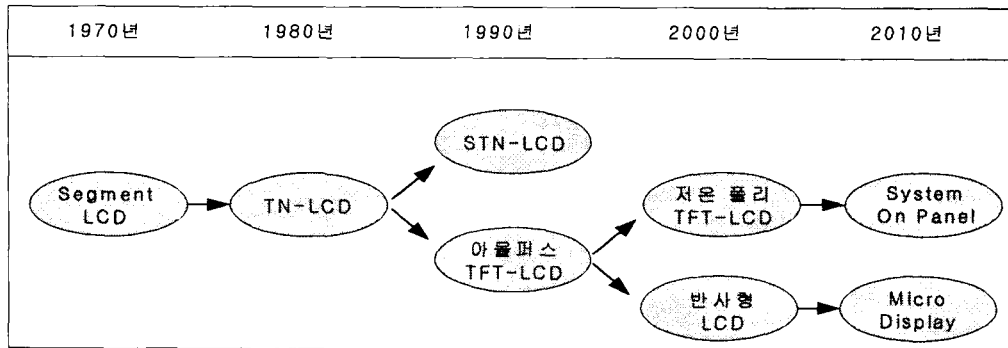 1970년 1980년 1990년 2000년 2010년
STN-LCD
Segment
LCD
TN-LCD
아몰퍼스
TFT-LCD
저온 폴리
TFT-LCD
System
On Panel
반사형
LCD
Micro
Display